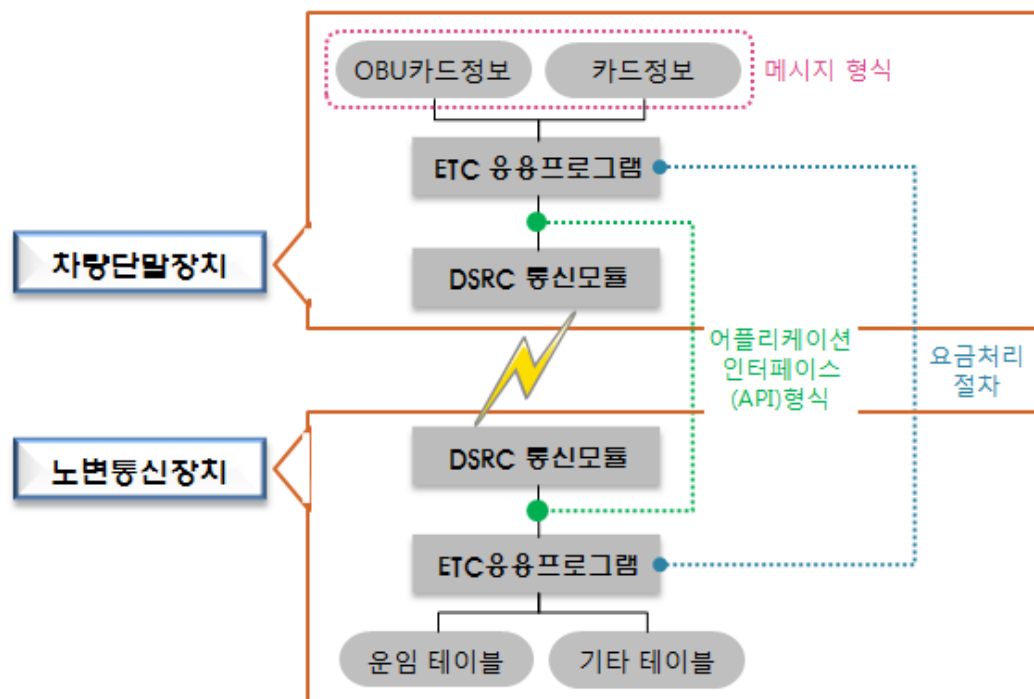 OBU카드정보
카드정보
메시지 형식
ETC 응용프로그램
차량단말장치
DSRC 통신모듈
어플리케이션
인터페이스
(API)형식
요금처리
절차
노변통신장치
DSRC 통신모듈
ETC응용프로그램
운임 테이블
기타 테이블